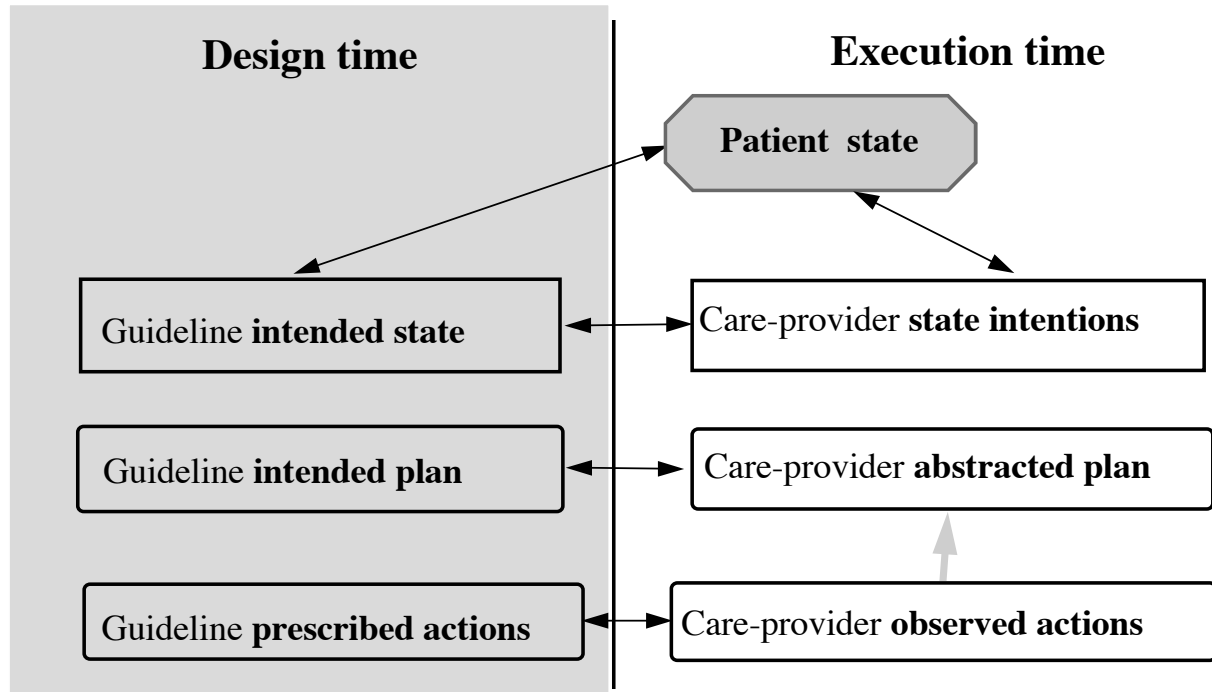 Design time
Execution time
Patient state
Guideline intended state
Care-provider state intentions
Guideline intended plan
Care-provider abstracted plan
Guideline prescribed actions
Care-provider observed actions